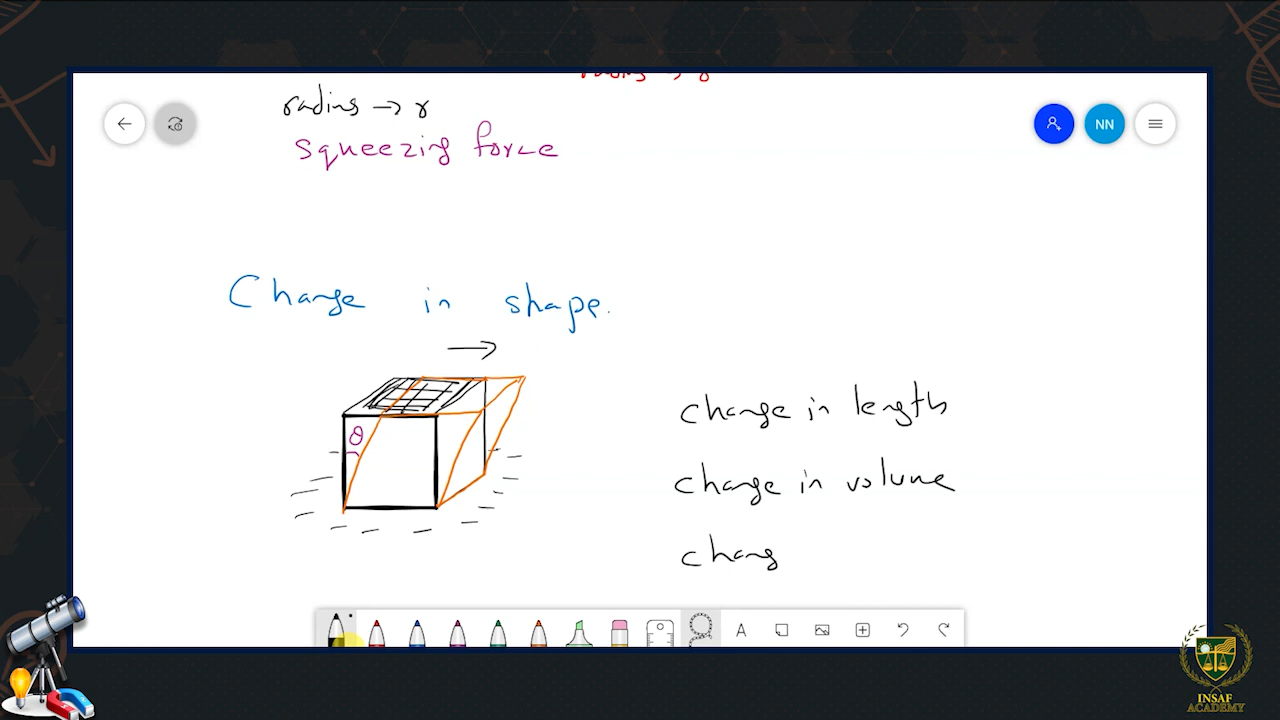 radius → r
squeezing force
NN
Change in shape.
→
θ
change in length
change in volume
chang
A
INSAF
ACADEMY